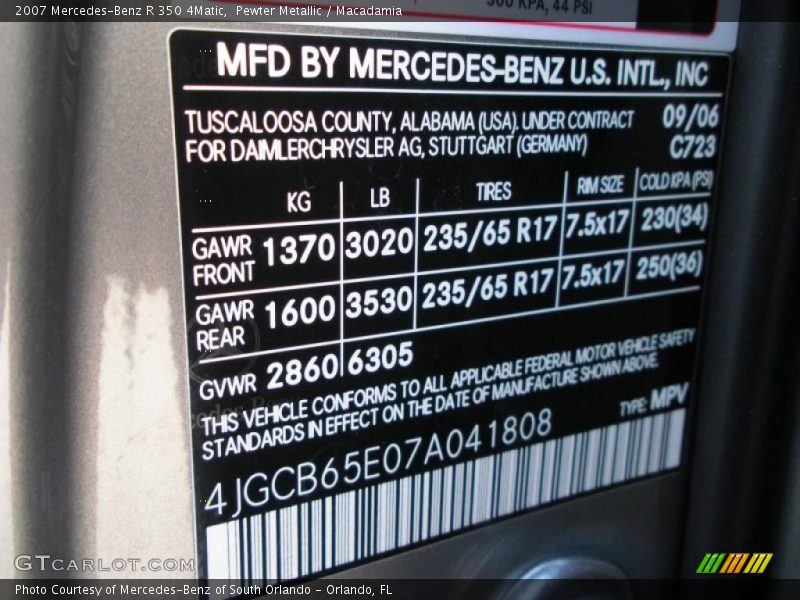 2007 Mercedes-Benz R 350 4Matic, Pewter Metallic / Macadamia
300 KPA, 44 PSI
MFD BY MERCEDES-BENZ U.S. INTL., INC
TUSCALOOSA COUNTY, ALABAMA (USA). UNDER CONTRACT 09/06
FOR DAIMLERCHRYSLER AG, STUTTGART (GERMANY) C723
KG LB TIRES RIM SIZE COLD KPA (PSI)
GAWR FRONT 1370 3020 235/65 R17 7.5x17 230(34)
GAWR REAR 1600 3530 235/65 R17 7.5x17 250(36)
GVWR 2860 6305
THIS VEHICLE CONFORMS TO ALL APPLICABLE FEDERAL MOTOR VEHICLE SAFETY
STANDARDS IN EFFECT ON THE DATE OF MANUFACTURE SHOWN ABOVE.
TYPE: MPV
4JGCB65E07A041808
GTCARLOT.COM
Photo Courtesy of Mercedes-Benz of South Orlando - Orlando, FL